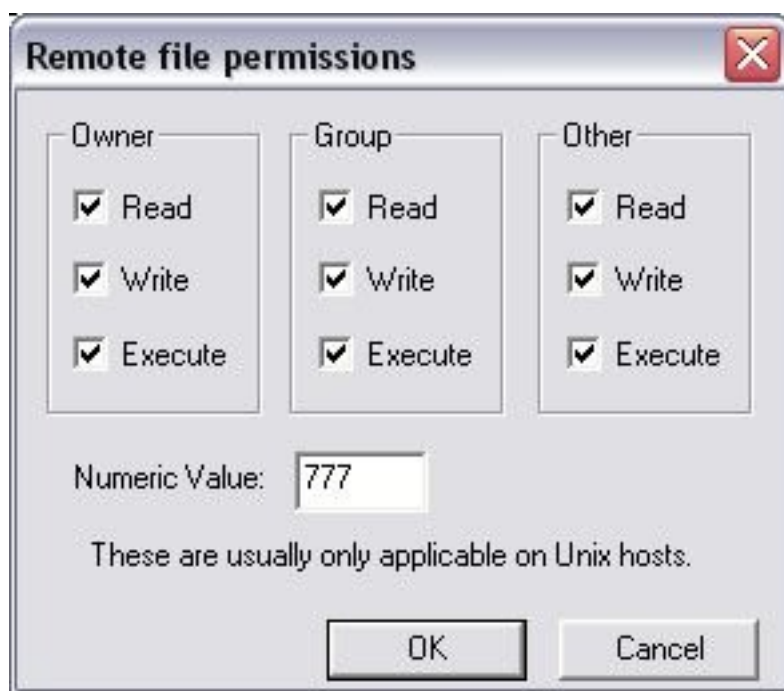 Remote file permissions
Owner Group Other
Read Read Read
Write Write Write
Execute Execute Execute
Numeric Value: 777
These are usually only applicable on Unix hosts.
OK Cancel